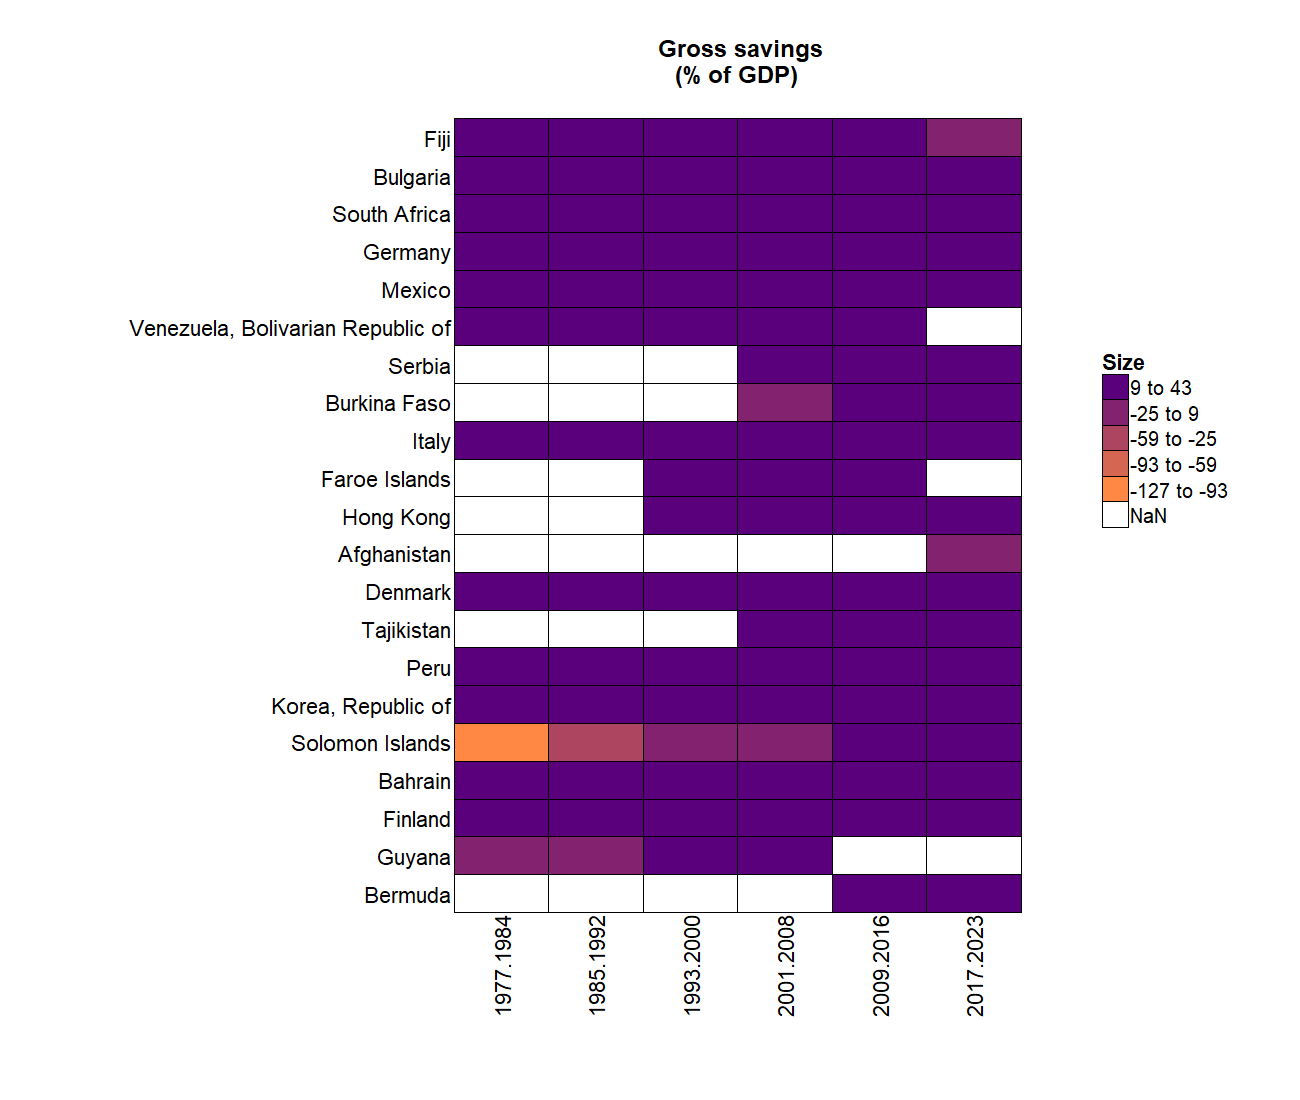 Gross savings
(% of GDP)
Fiji
Bulgaria
South Africa
Germany
Mexico
Venezuela, Bolivarian Republic of
Serbia
Burkina Faso
Italy
Faroe Islands
Hong Kong
Afghanistan
Denmark
Tajikistan
Peru
Korea, Republic of
Solomon Islands
Bahrain
Finland
Guyana
Bermuda
1977.1984
1985.1992
1993.2000
2001.2008
2009.2016
2017.2023
Size
9 to 43
-25 to 9
-59 to -25
-93 to -59
-127 to -93
NaN